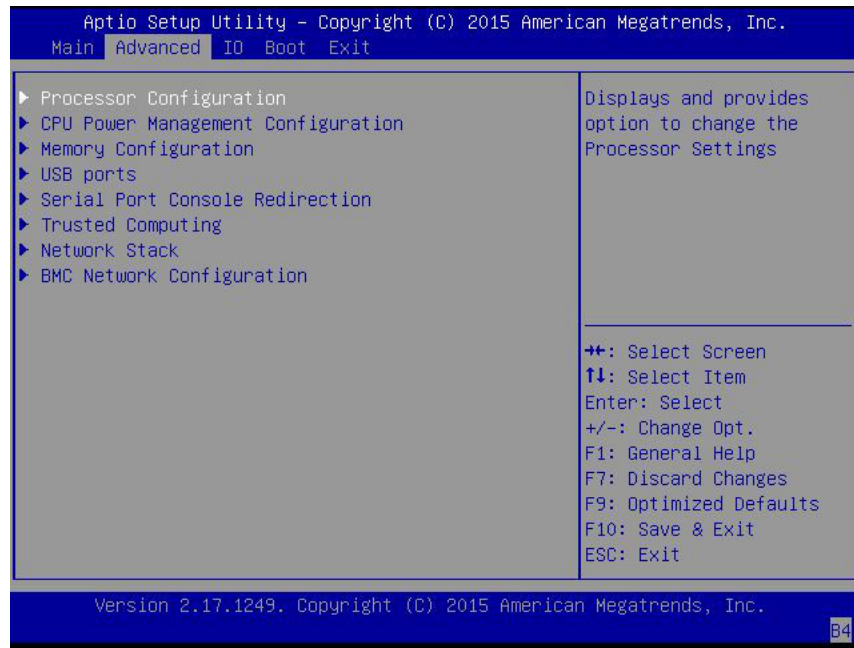 Aptio Setup Utility – Copyright (C) 2015 American Megatrends, Inc.
Main Advanced IO Boot Exit
▶ Processor Configuration
▶ CPU Power Management Configuration
▶ Memory Configuration
▶ USB ports
▶ Serial Port Console Redirection
▶ Trusted Computing
▶ Network Stack
▶ BMC Network Configuration
Displays and provides
option to change the
Processor Settings
→←: Select Screen
↑↓: Select Item
Enter: Select
+/-: Change Opt.
F1: General Help
F7: Discard Changes
F9: Optimized Defaults
F10: Save & Exit
ESC: Exit
Version 2.17.1249. Copyright (C) 2015 American Megatrends, Inc.
B4